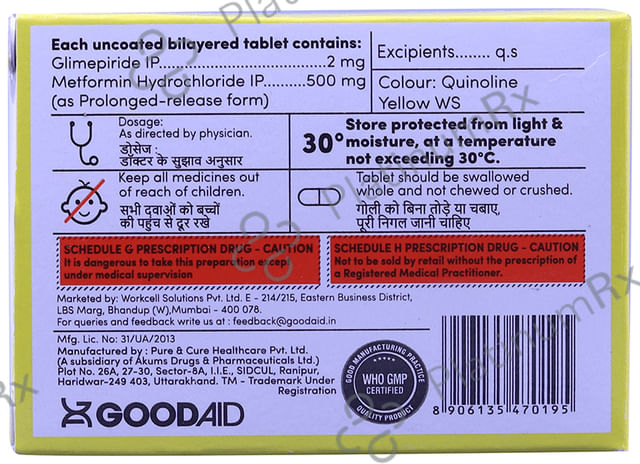 Each uncoated bilayered tablet contains:
Glimepiride IP..............................2 mg
Metformin Hydrochloride IP..........500 mg
(as Prolonged-release form)
Excipients........ q.s
Colour: Quinoline
Yellow WS
Dosage:
As directed by physician.
डोसेज :
डॉक्टर के सुझाव अनुसार
30°
Store protected from light &
moisture, at a temperature
not exceeding 30°C.
Keep all medicines out
of reach of children.
सभी दवाओं को बच्चों
की पहुंच से दूर रखें
Tablet should be swallowed
whole and not chewed or crushed.
गोली को बिना तोड़े या चबाए,
पूरी निगल जानी चाहिए
SCHEDULE G PRESCRIPTION DRUG - CAUTION
It is dangerous to take this preparation except
under medical supervision
SCHEDULE H PRESCRIPTION DRUG - CAUTION
Not to be sold by retail without the prescription of
a Registered Medical Practitioner.
Marketed by: Workcell Solutions Pvt. Ltd. E - 214/215, Eastern Business District,
LBS Marg, Bhandup (W),Mumbai - 400 078.
For queries and feedback write us at : feedback@goodaid.in
Mfg. Lic. No: 31/UA/2013
Manufactured by : Pure & Cure Healthcare Pvt. Ltd.
(A subsidiary of Akums Drugs & Pharmaceuticals Ltd.)
Plot No. 26A, 27-30, Sector-8A, I.I.E., SIDCUL, Ranipur,
Haridwar-249 403, Uttarakhand. TM - Trademark Under
Registration
GOOD MANUFACTURING PRACTICE
WHO GMP
CERTIFIED
QUALITY PRODUCT
8 906135 470195
GOODAID
PlatinumRx